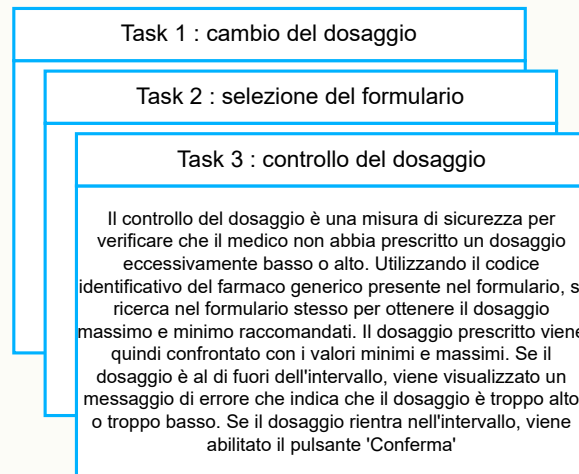 Task 1 : cambio del dosaggio
Task 2 : selezione del formulario
Task 3 : controllo del dosaggio
Il controllo del dosaggio è una misura di sicurezza per
verificare che il medico non abbia prescritto un dosaggio
eccessivamente basso o alto. Utilizzando il codice
identificativo del farmaco generico presente nel formulario, s
ricerca nel formulario stesso per ottenere il dosaggio
massimo e minimo raccomandati. Il dosaggio prescritto viene
quindi confrontato con i valori minimi e massimi. Se il
dosaggio è al di fuori dell'intervallo, viene visualizzato un
messaggio di errore che indica che il dosaggio è troppo alto
o troppo basso. Se il dosaggio rientra nell'intervallo, viene
abilitato il pulsante 'Conferma'